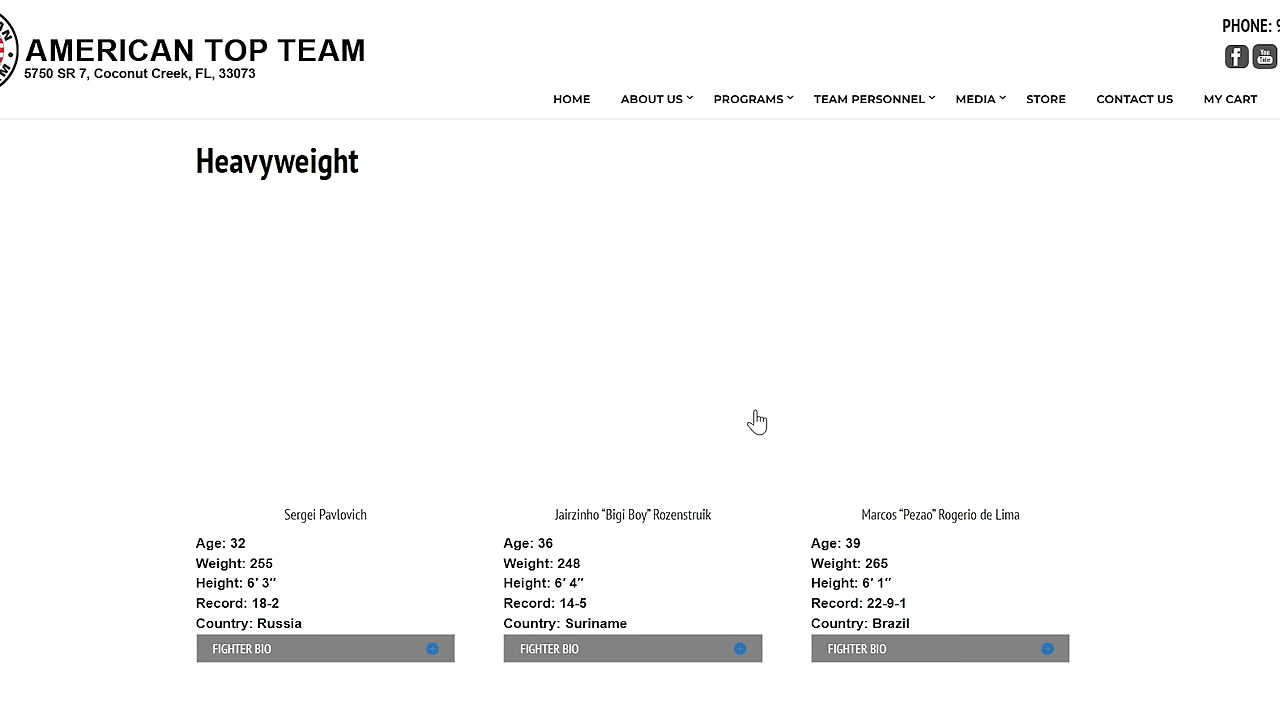 AMERICAN TOP TEAM
5750 SR 7, Coconut Creek, FL, 33073
PHONE: 9
You
Tube
HOME ABOUT US PROGRAMS TEAM PERSONNEL MEDIA STORE CONTACT US MY CART
Heavyweight
Sergei Pavlovich
Age: 32
Weight: 255
Height: 6′ 3″
Record: 18-2
Country: Russia
FIGHTER BIO
Jairzinho “Bigi Boy” Rozenstruik
Age: 36
Weight: 248
Height: 6′ 4″
Record: 14-5
Country: Suriname
FIGHTER BIO
Marcos “Pezao” Rogerio de Lima
Age: 39
Weight: 265
Height: 6′ 1″
Record: 22-9-1
Country: Brazil
FIGHTER BIO